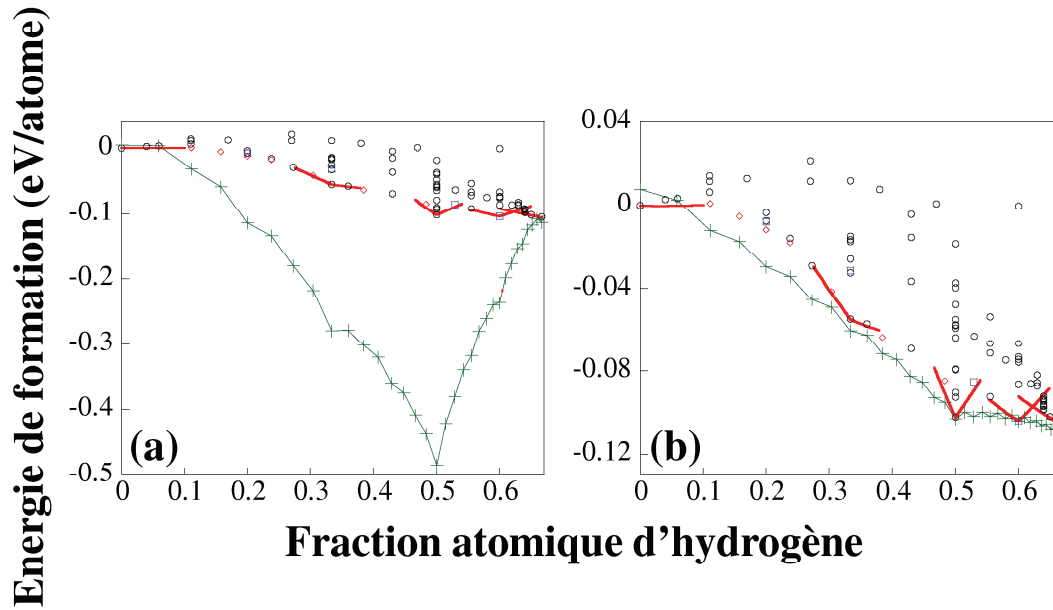 Energie de formation (eV/atome)
0
-0.1
-0.2
-0.3
-0.4
-0.5
(a)
0 0.1 0.2 0.3 0.4 0.5 0.6
0.04
0
-0.04
-0.08
-0.12
(b)
0 0.1 0.2 0.3 0.4 0.5 0.6
Fraction atomique d’hydrogène